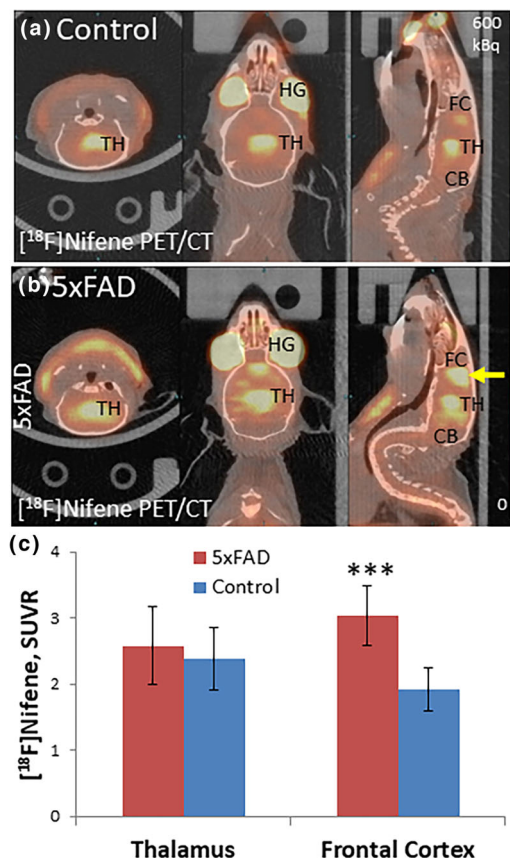 (a) Control
600
kBq
HG
FC
TH
TH
TH
CB
[¹⁸F]Nifene PET/CT
(b) 5xFAD
5xFAD
HG
FC
TH
TH
TH
CB
[¹⁸F]Nifene PET/CT
0
(c)
5xFAD
Control
***
[¹⁸F]Nifene, SUVR
4
3
2
1
0
Thalamus
Frontal Cortex